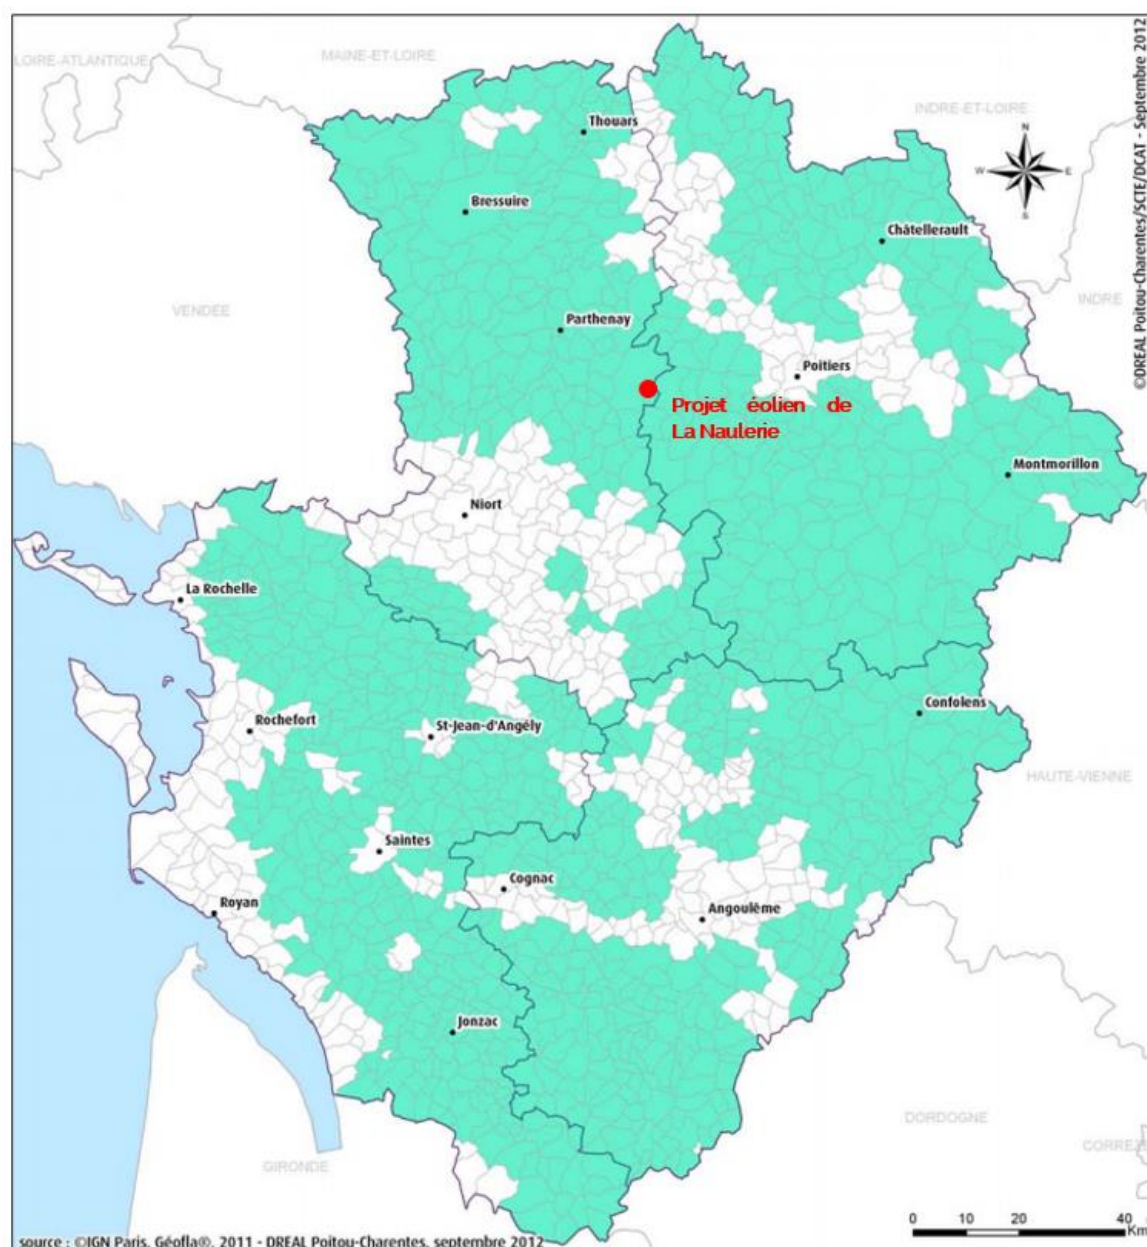 LOIRE-ATLANTIQUE
MAINE-ET-LOIRE
INDRE-ET-LOIRE
©DREAL Poitou-Charentes/SCTE/DCAT - Septembre 2012
N
W
E
S
Thouars
Bressuire
Châtellerault
VENDEE
INDRE
Parthenay
Poitiers
Projet éolien de
La Naulerie
Montmorillon
Niort
La Rochelle
Confolens
Rochefort
St-Jean-d'Angély
HAUTE-VIENNE
Saintes
Cognac
Royan
Angoulême
Jonzac
DORDOGNE
CORREZ
GIRONDE
0 10 20 40
Km
source : ©IGN Paris, Géofla®, 2011 - DREAL Poitou-Charentes, septembre 2012